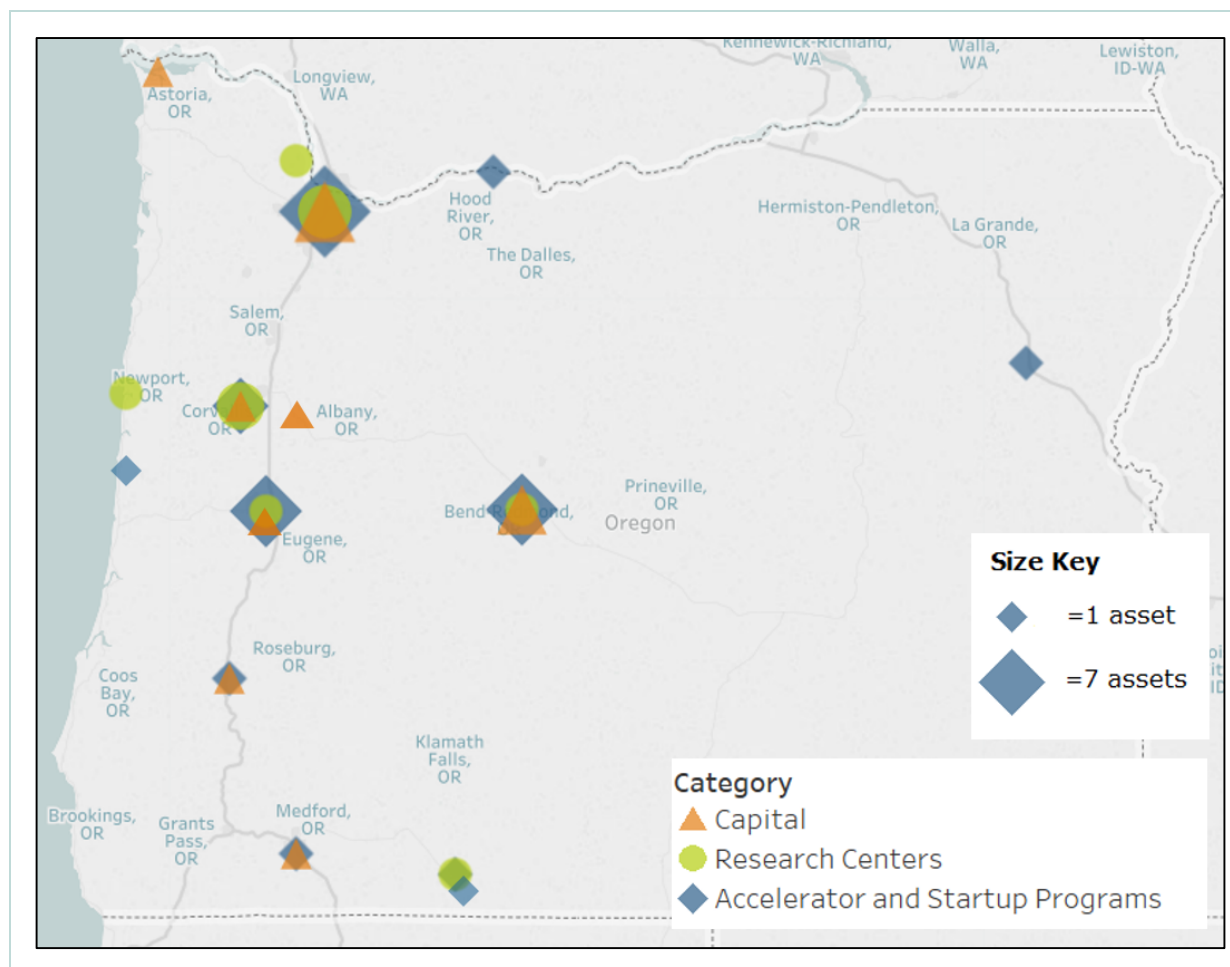 Kennewick-Richland,
WA
Walla,
WA
Lewiston,
ID-WA
Longview,
WA
Astoria,
OR
Hood
River,
OR
The Dalles,
OR
Hermiston-Pendleton,
OR
La Grande,
OR
Salem,
OR
Newport,
OR
OR
Albany,
OR
Prineville,
OR
Oregon
Eugene,
OR
Roseburg,
OR
Coos
Bay,
OR
Klamath
Falls,
OR
Brookings,
OR
Grants
Pass,
OR
Medford,
OR
Size Key
=1 asset
=7 assets
Category
Capital
Research Centers
Accelerator and Startup Programs